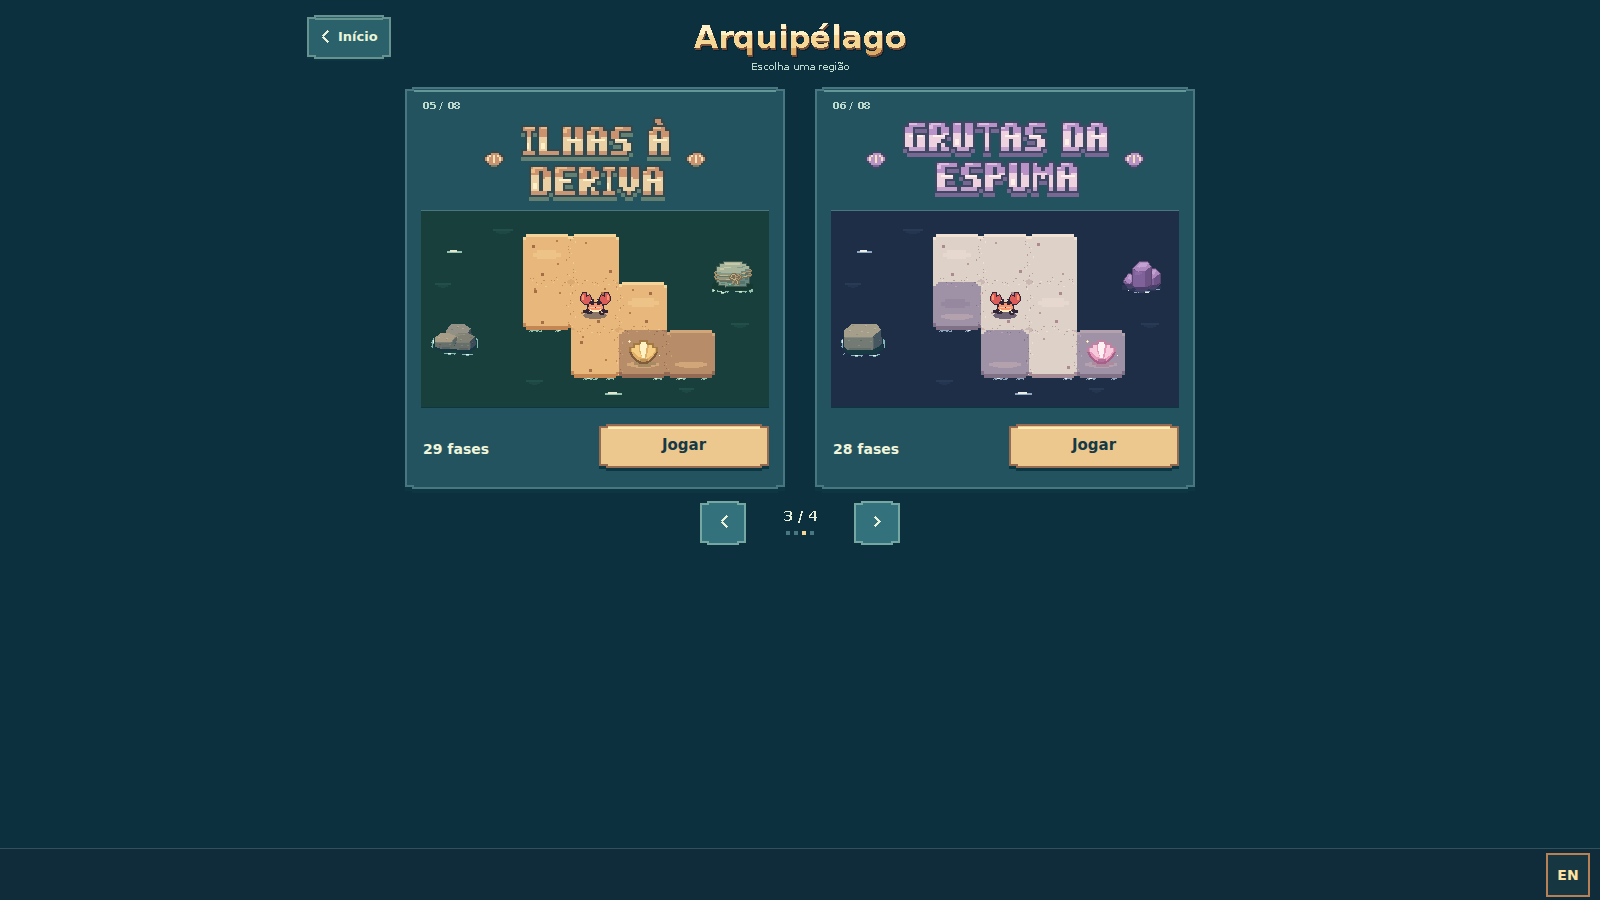 Início
Arquipélago
Escolha uma região
05 / 08
ILHAS À
DERIVA
29 fases
Jogar
06 / 08
GRUTAS DA
ESPUMA
28 fases
Jogar
3 / 4
EN